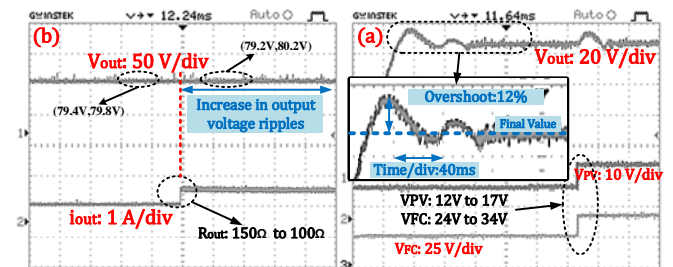 GWINSTEK
12.24ms
Auto
(b)
Vout: 50 V/div
(79.2V,80.2V)
(79.4V,79.8V)
Increase in output
voltage ripples
1
iout: 1 A/div
2
Rout: 150Ω to 100Ω
GWINSTEK
11.64ms
Auto
(a)
Vout: 20 V/div
Overshoot:12%
Final Value
Time/div:40ms
1
VPV: 10 V/div
VPV: 12V to 17V
VFC: 24V to 34V
2
VFC: 25 V/div
3